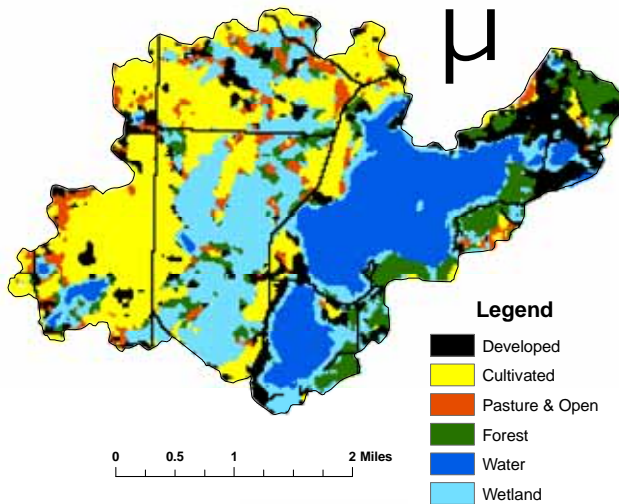 µ
Legend
Developed
Cultivated
Pasture & Open
Forest
Water
Wetland
0 0.5 1 2 Miles